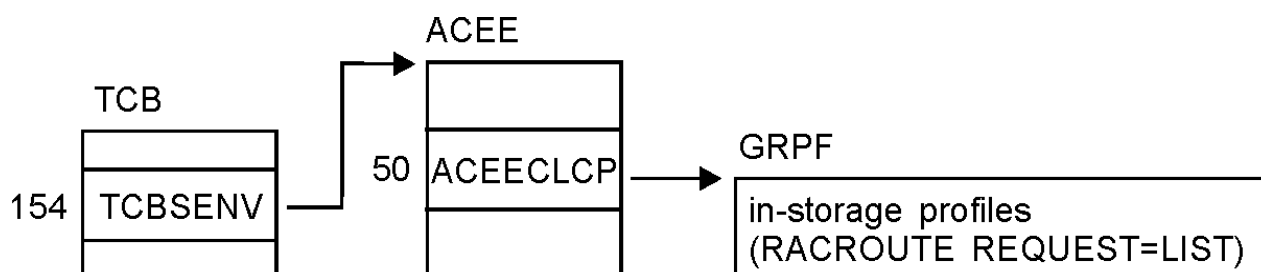 ACEE
TCB
GRPF
50 ACEECLCP
154 TCBSENV
in-storage profiles
(RACROUTE REQUEST=LIST)